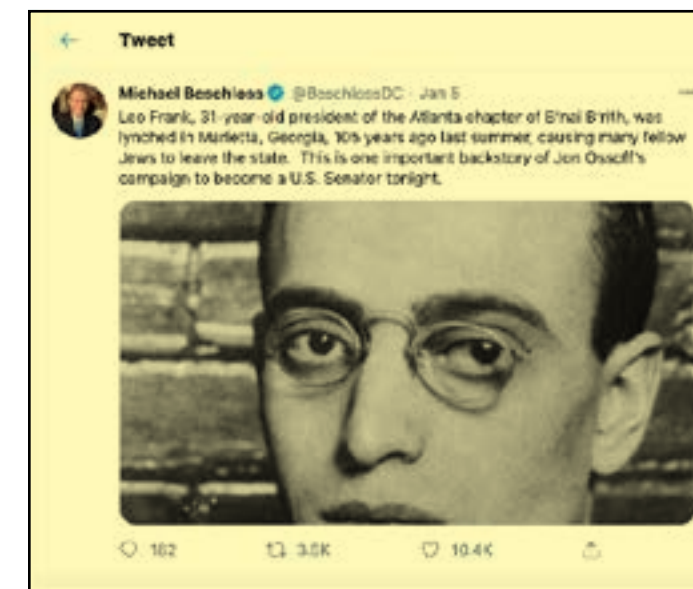 Tweet
Michael Beschloss @BeschlossDC · Jan 5
Leo Frank, 31-year-old president of the Atlanta chapter of B'nai B'rith, was
lynched in Marietta, Georgia, 105 years ago last summer, causing many fellow
Jews to leave the state. This is one important backstory of Jon Ossoff's
campaign to become a U.S. Senator tonight.
182 3.5K 10.4K